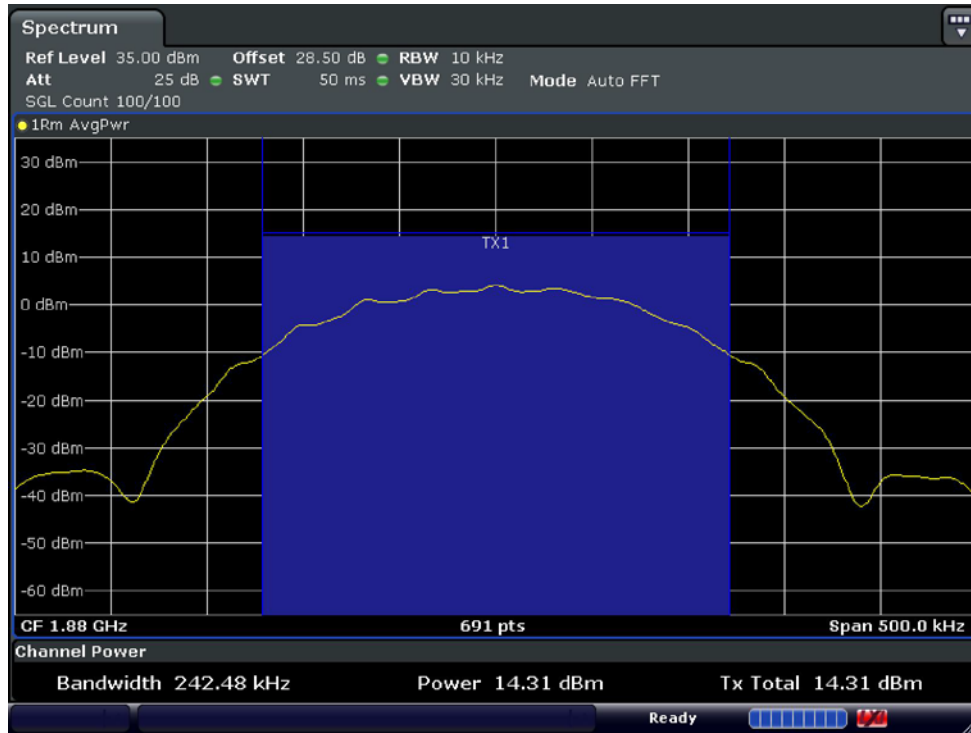 Spectrum
Ref Level 35.00 dBm Offset 28.50 dB RBW 10 kHz
Att 25 dB SWT 50 ms VBW 30 kHz Mode Auto FFT
SGL Count 100/100
1Rm AvgPwr
30 dBm
20 dBm
TX1
10 dBm
0 dBm
-10 dBm
-20 dBm
-30 dBm
-40 dBm
-50 dBm
-60 dBm
CF 1.88 GHz 691 pts Span 500.0 kHz
Channel Power
Bandwidth 242.48 kHz Power 14.31 dBm Tx Total 14.31 dBm
Ready